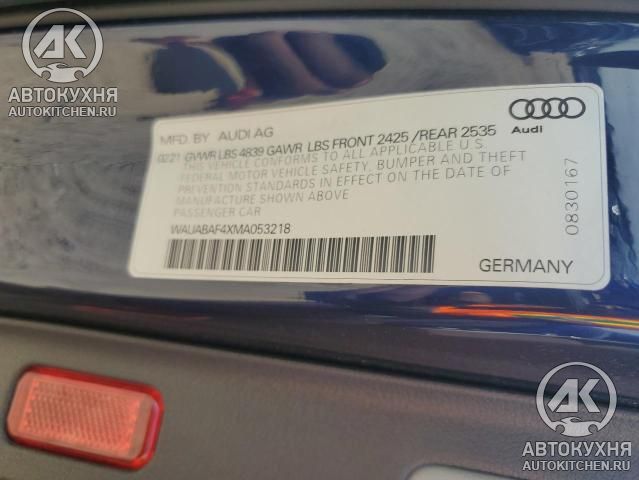 АК
АВТОКУХНЯ
AVTOKITCHEN.RU
MFD. BY AUDI AG
02.21 GVWR LBS 4839 GAWR LBS FRONT 2425 /REAR 2535
THIS VEHICLE CONFORMS TO ALL APPLICABLE U.S.
FEDERAL MOTOR VEHICLE SAFETY, BUMPER AND THEFT
PREVENTION STANDARDS IN EFFECT ON THE DATE OF
MANUFACTURE SHOWN ABOVE
PASSENGER CAR
WAUABAF4XMA053218
Audi
0830167
GERMANY
АК
АВТОКУХНЯ
AVTOKITCHEN.RU